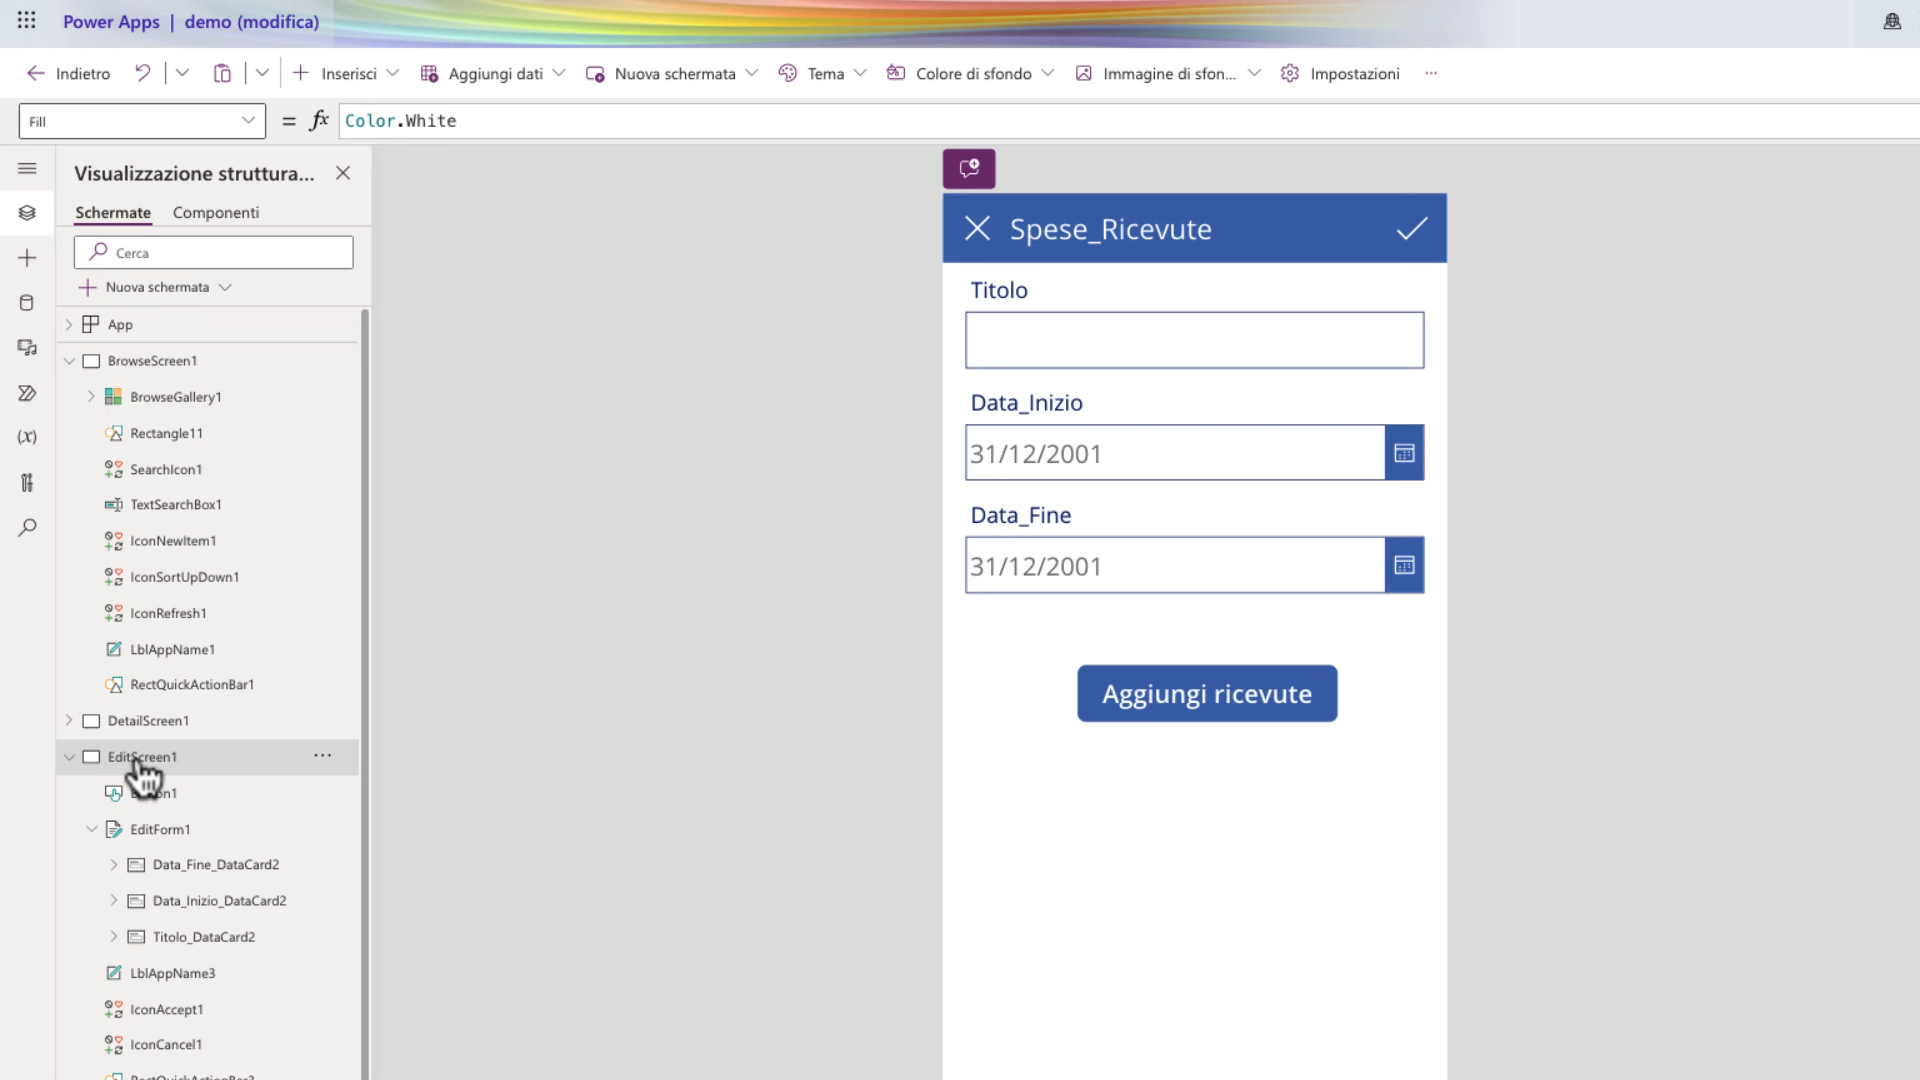 Power Apps | demo (modifica)
Indietro Inserisci Aggiungi dati Nuova schermata Tema Colore di sfondo Immagine di sfon... Impostazioni ...
Fill = fx Color.White
Visualizzazione struttura...
Schermate Componenti
Cerca
Nuova schermata
App
BrowseScreen1
BrowseGallery1
Rectangle11
SearchIcon1
TextSearchBox1
IconNewItem1
IconSortUpDown1
IconRefresh1
LblAppName1
RectQuickActionBar1
DetailScreen1
EditScreen1 ...
EditForm1
Data_Fine_DataCard2
Data_Inizio_DataCard2
Titolo_DataCard2
LblAppName3
IconAccept1
IconCancel1
Spese_Ricevute
Titolo
Data_Inizio
31/12/2001
Data_Fine
31/12/2001
Aggiungi ricevute